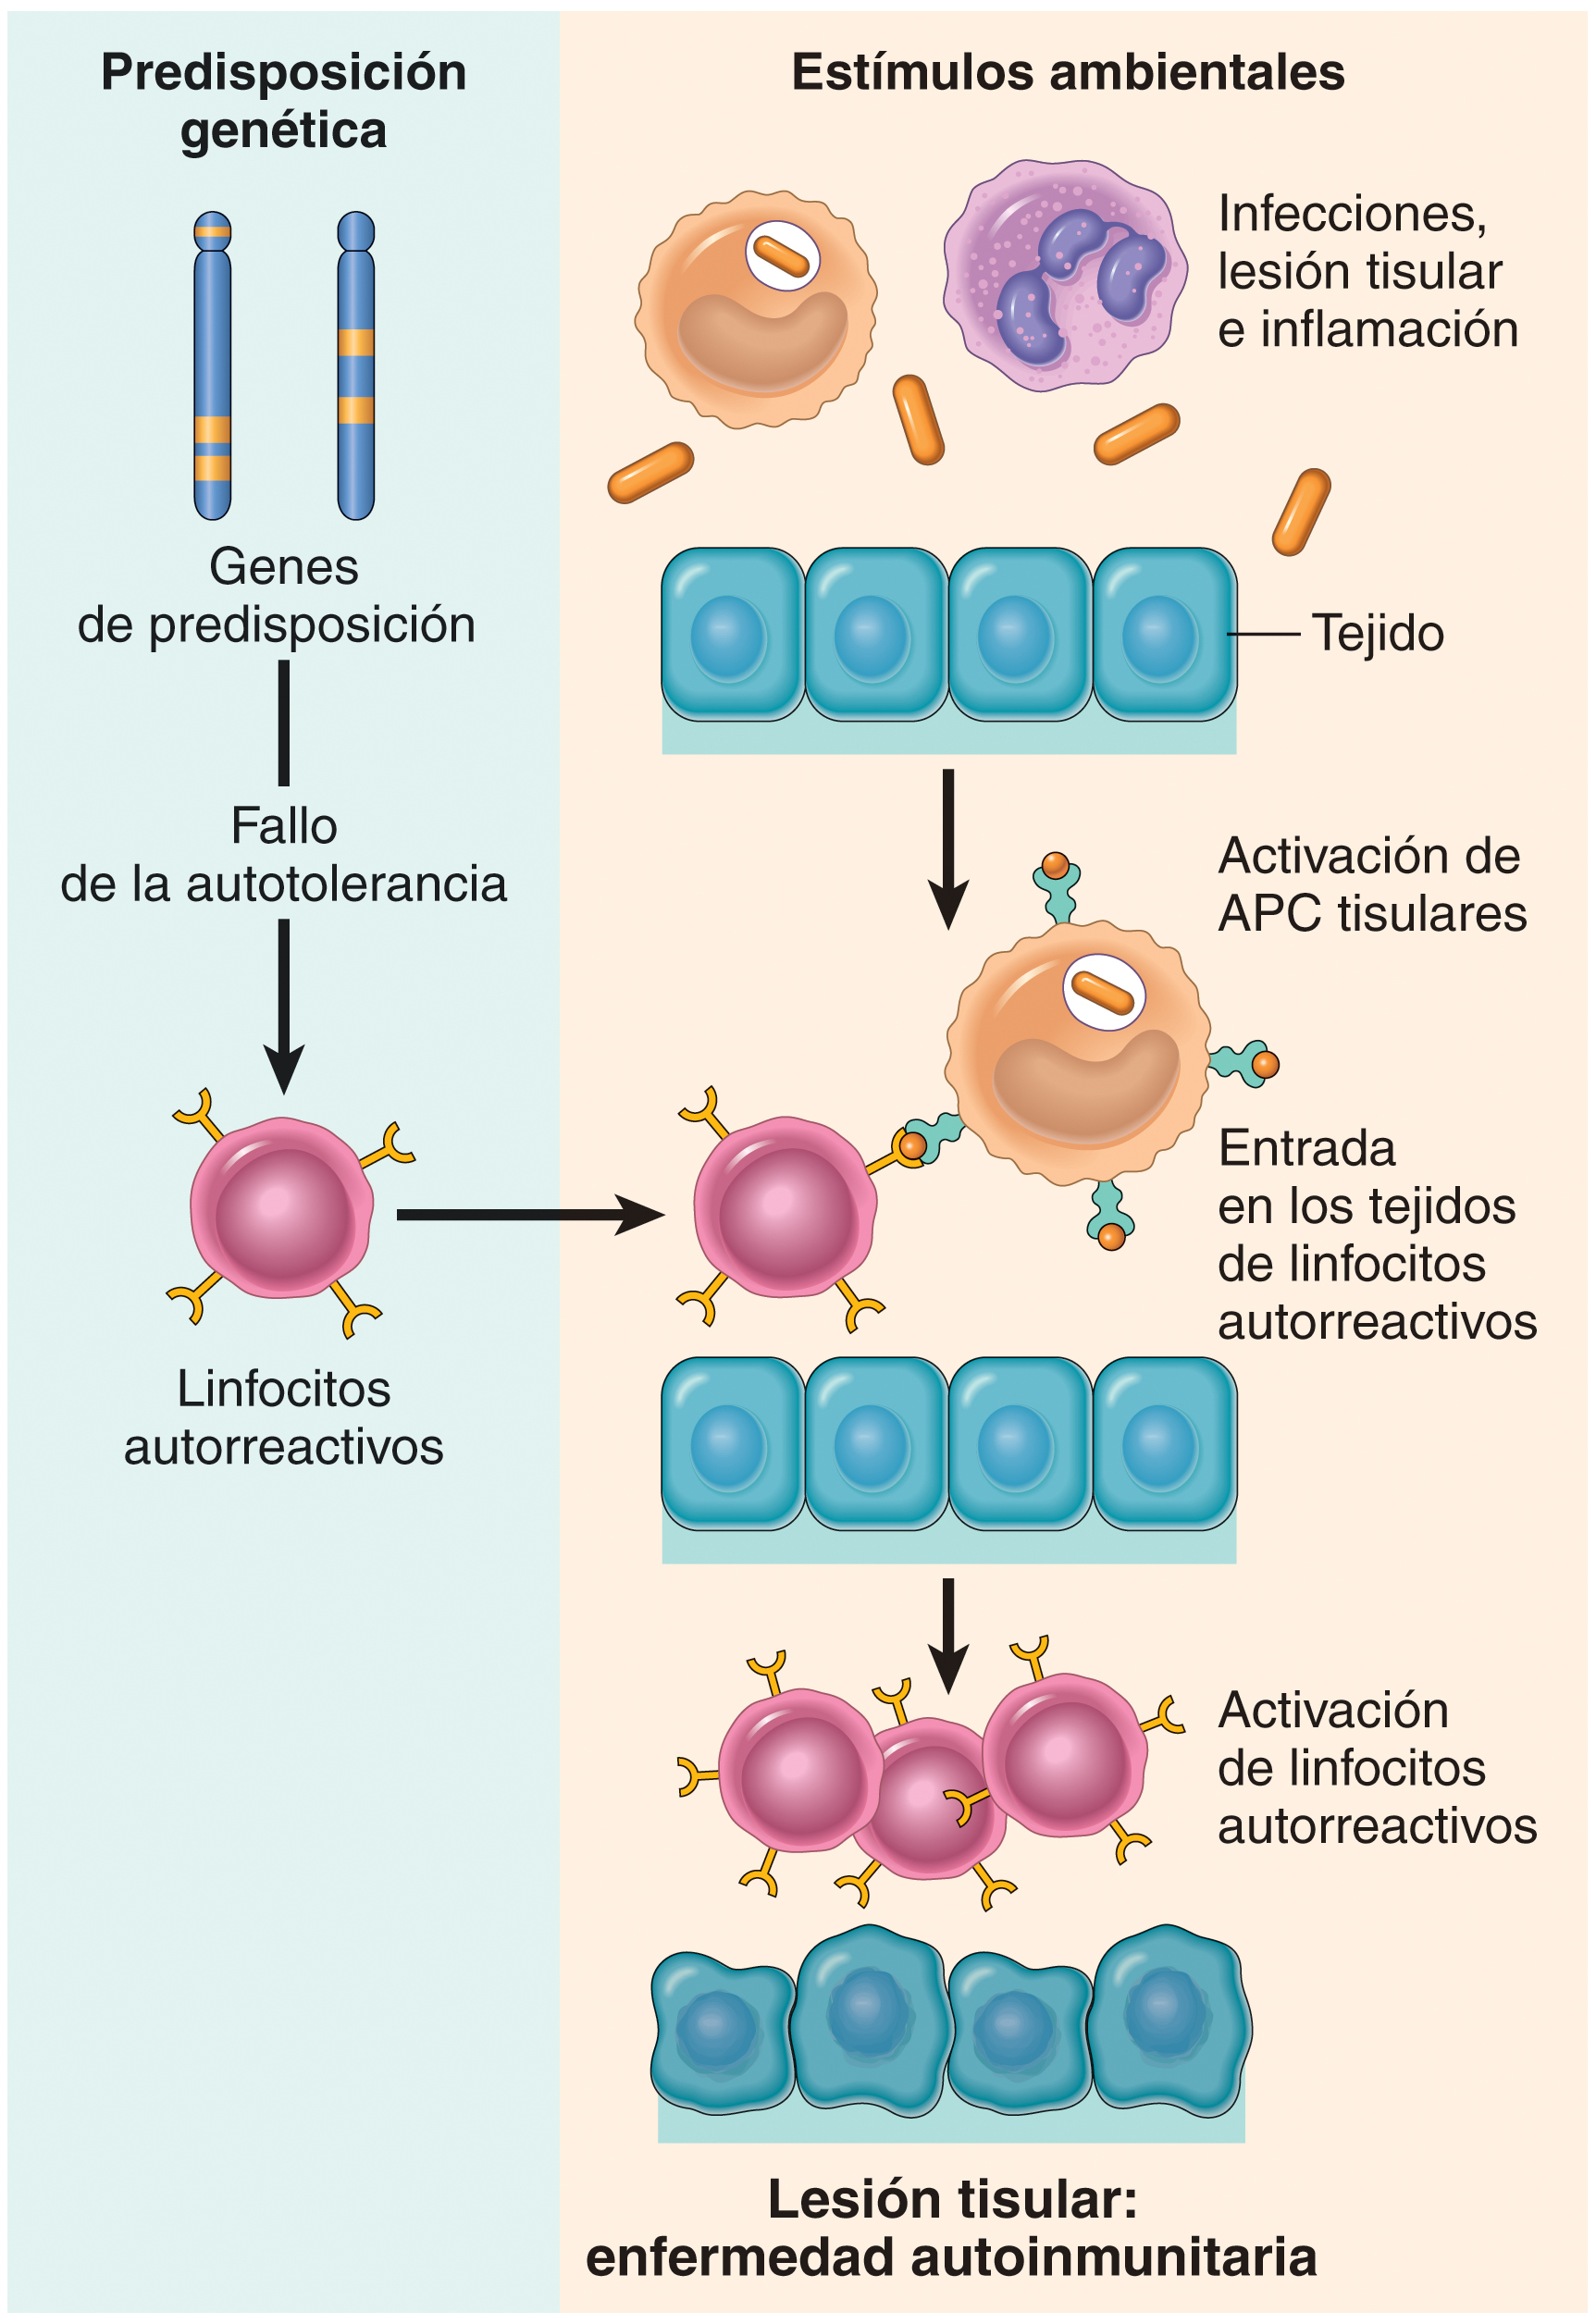 Predisposición
genética
Genes
de predisposición
Fallo
de la autotolerancia
Linfocitos
autorreactivos
Estímulos ambientales
Infecciones,
lesión tisular
e inflamación
Tejido
Activación de
APC tisulares
Entrada
en los tejidos
de linfocitos
autorreactivos
Activación
de linfocitos
autorreactivos
Lesión tisular:
enfermedad autoinmunitaria